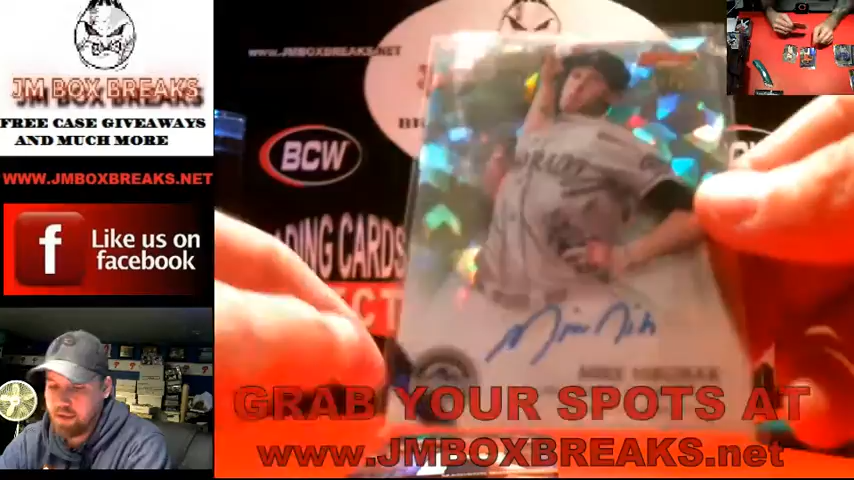 JM BOX BREAKS
FREE CASE GIVEAWAYS
AND MUCH MORE
WWW.JMBOXBREAKS.NET
f Like us on
facebook
WWW.JMBOXBREAKS.NET
BCW
CARDS
GRAB YOUR SPOTS AT
www.JMBOXBREAKS.net